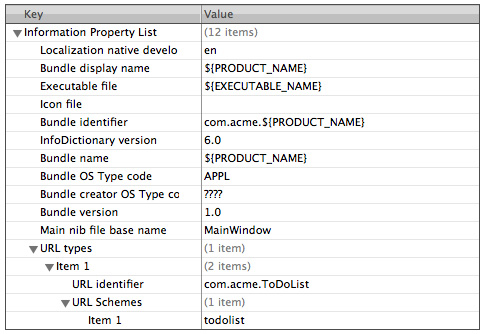 Key Value
Information Property List (12 items)
Localization native develo en
Bundle display name ${PRODUCT_NAME}
Executable file ${EXECUTABLE_NAME}
Icon file
Bundle identifier com.acme.${PRODUCT_NAME}
InfoDictionary version 6.0
Bundle name ${PRODUCT_NAME}
Bundle OS Type code APPL
Bundle creator OS Type co ????
Bundle version 1.0
Main nib file base name MainWindow
URL types (1 item)
Item 1 (2 items)
URL identifier com.acme.ToDoList
URL Schemes (1 item)
Item 1 todolist